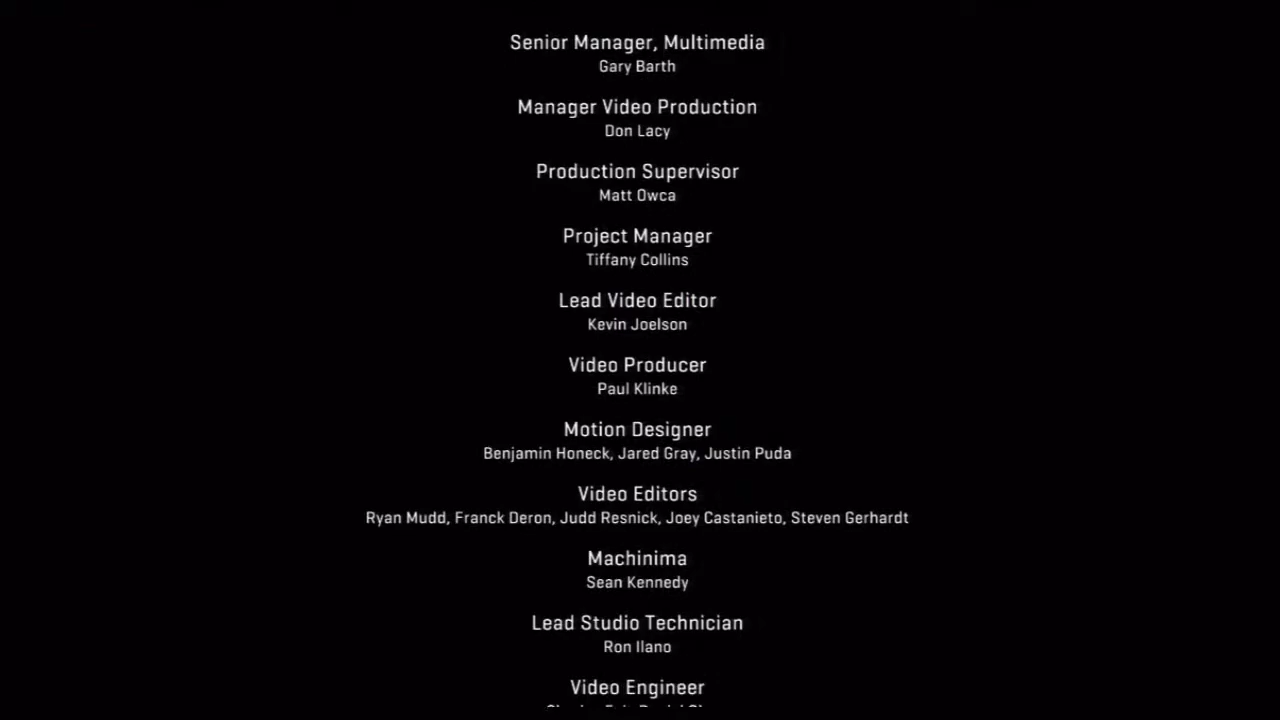 Senior Manager, Multimedia
Gary Barth
Manager Video Production
Don Lacy
Production Supervisor
Matt Owca
Project Manager
Tiffany Collins
Lead Video Editor
Kevin Joelson
Video Producer
Paul Klinke
Motion Designer
Benjamin Honeck, Jared Gray, Justin Puda
Video Editors
Ryan Mudd, Franck Deron, Judd Resnick, Joey Castanieto, Steven Gerhardt
Machinima
Sean Kennedy
Lead Studio Technician
Ron Ilano
Video Engineer